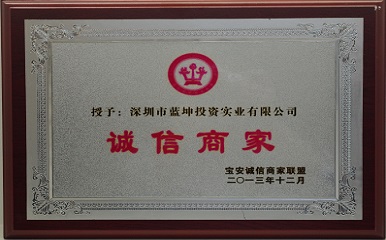 授予：深圳市蓝坤投资实业有限公司
诚信商家
宝安诚信商家联盟
二〇一三年十二月